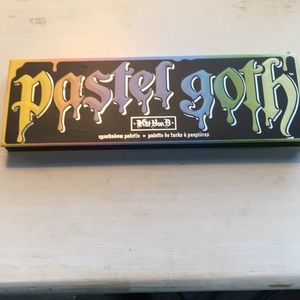 pastel goth
Kat Von D
eyeshadow palette • palette de fards à paupières